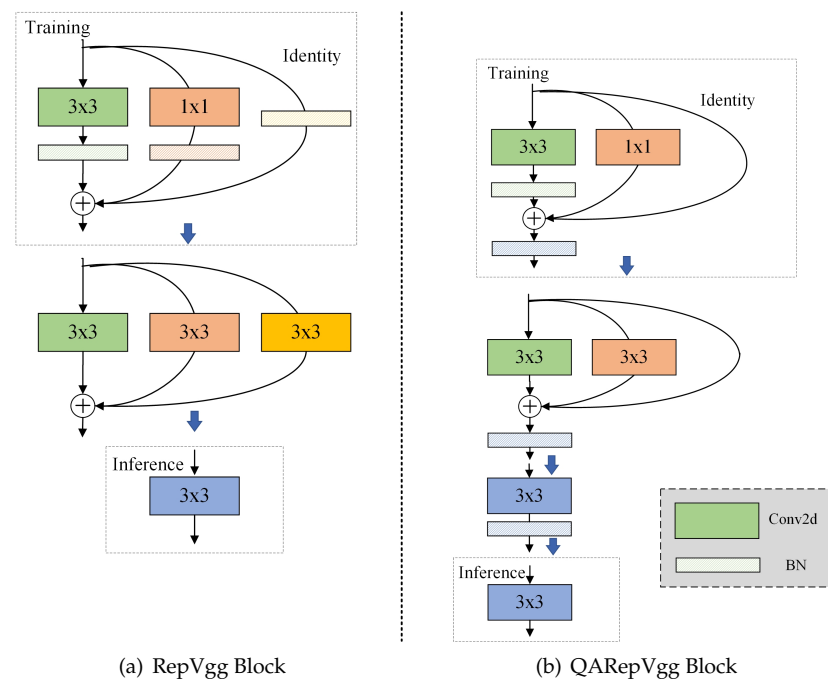 Training
Identity
3x3
1x1
+
3x3
3x3
3x3
+
Inference
3x3
(a) RepVgg Block
Training
Identity
3x3
1x1
+
3x3
3x3
+
3x3
Inference
3x3
Conv2d
BN
(b) QARepVgg Block